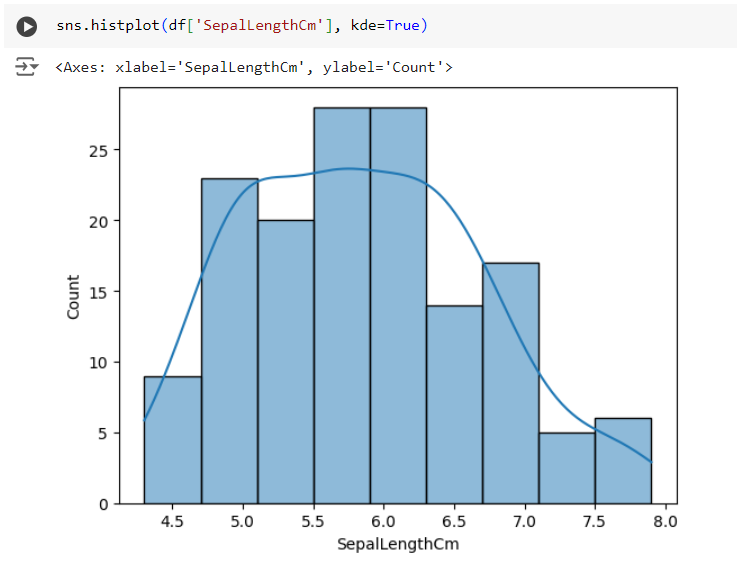 sns.histplot(df['SepalLengthCm'], kde=True)
<Axes: xlabel='SepalLengthCm', ylabel='Count'>
25
20
15
10
5
0
Count
4.5 5.0 5.5 6.0 6.5 7.0 7.5 8.0
SepalLengthCm